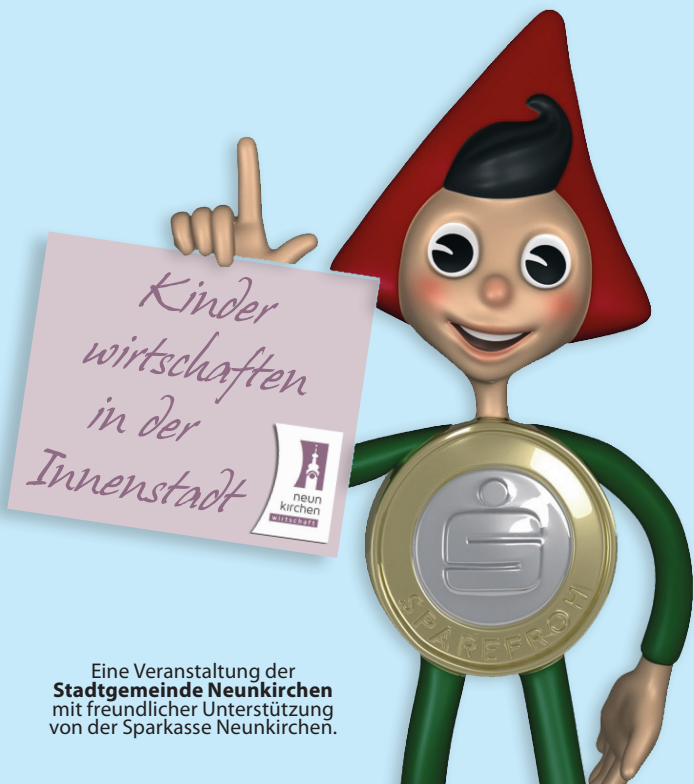 Kinder
wirtschaften
in der
Innenstadt
neun
kirchen
wirtschaft
SPAREFROH
Eine Veranstaltung der
Stadtgemeinde Neunkirchen
mit freundlicher Unterstützung
von der Sparkasse Neunkirchen.